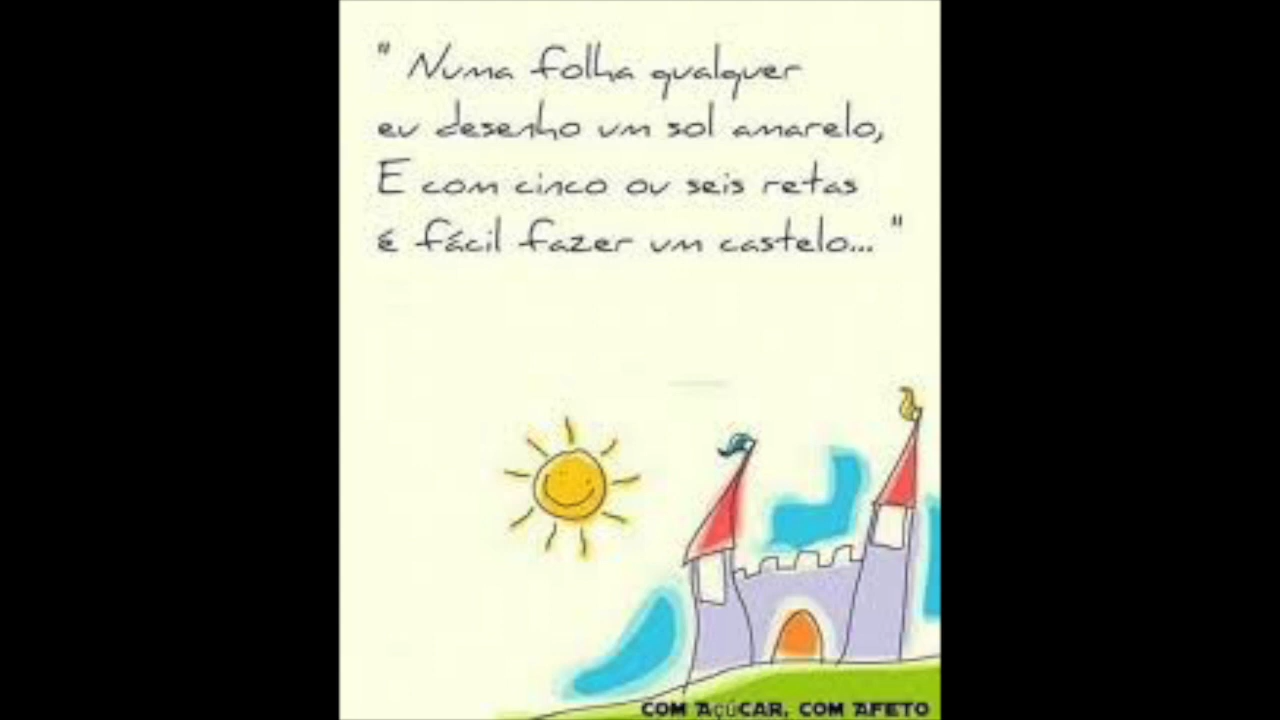 " Numa folha qualquer
eu desenho um sol amarelo,
E com cinco ou seis retas
é fácil fazer um castelo... "
COM AçúCAR, COM AFETO